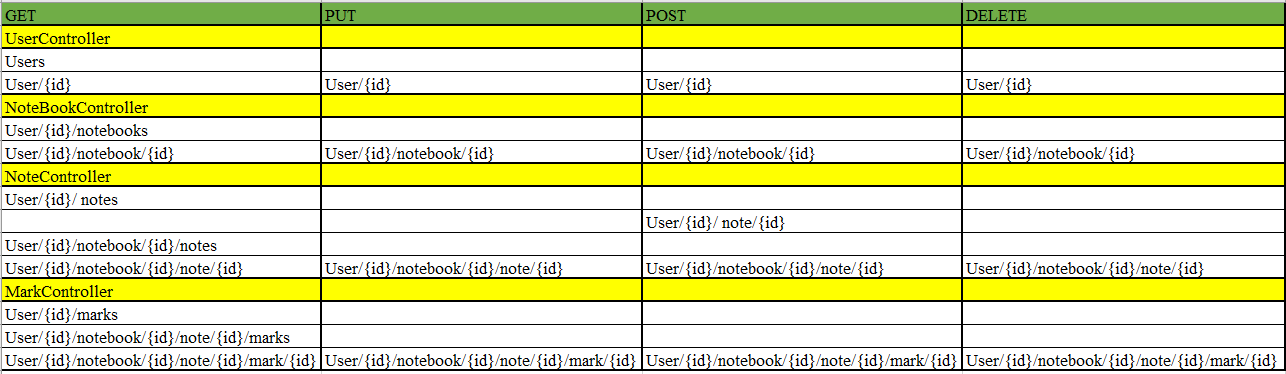 GET PUT POST DELETE
UserController
Users
User/{id} User/{id} User/{id} User/{id}
NoteBookController
User/{id}/notebooks
User/{id}/notebook/{id} User/{id}/notebook/{id} User/{id}/notebook/{id} User/{id}/notebook/{id}
NoteController
User/{id}/ notes
User/{id}/ note/{id}
User/{id}/notebook/{id}/notes
User/{id}/notebook/{id}/note/{id} User/{id}/notebook/{id}/note/{id} User/{id}/notebook/{id}/note/{id} User/{id}/notebook/{id}/note/{id}
MarkController
User/{id}/marks
User/{id}/notebook/{id}/note/{id}/marks
User/{id}/notebook/{id}/note/{id}/mark/{id} User/{id}/notebook/{id}/note/{id}/mark/{id} User/{id}/notebook/{id}/note/{id}/mark/{id} User/{id}/notebook/{id}/note/{id}/mark/{id}